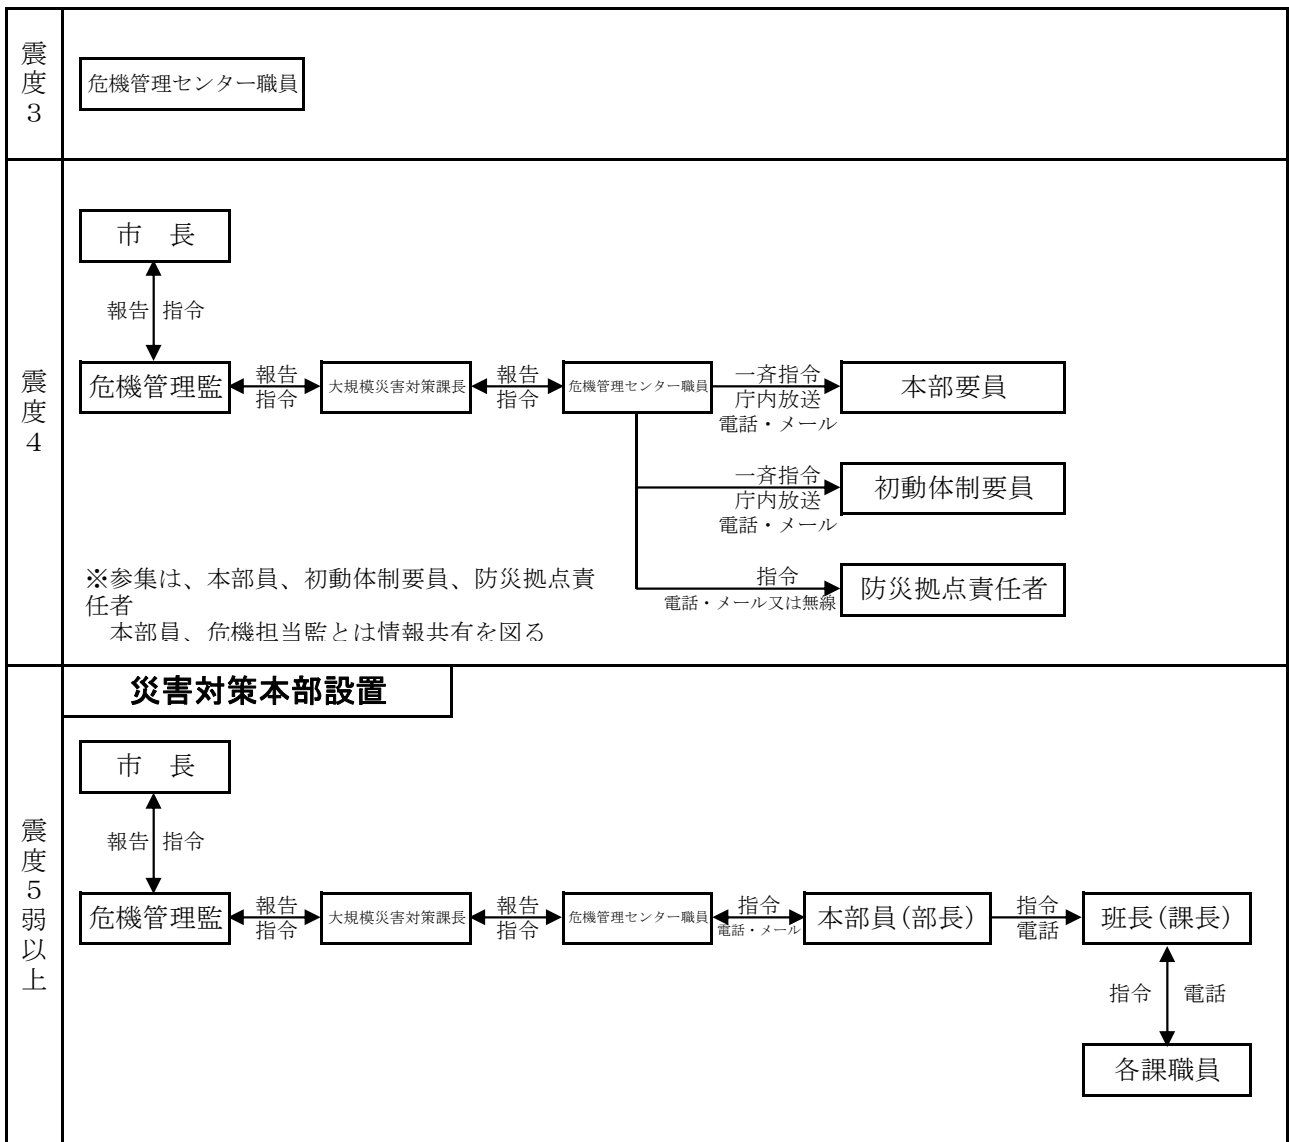 震度３
危機管理センター職員
震度４
市　長
報告 指令
危機管理監
報告
指令
大規模災害対策課長
報告
指令
危機管理センター職員
一斉指令
庁内放送
電話・メール
本部要員
一斉指令
庁内放送
電話・メール
初動体制要員
指令
電話・メール又は無線
防災拠点責任者
※参集は、本部員、初動体制要員、防災拠点責
任者
本部員、危機担当監とは情報共有を図る
震度５弱以上
災害対策本部設置
市　長
報告 指令
危機管理監
報告
指令
大規模災害対策課長
報告
指令
危機管理センター職員
指令
電話・メール
本部員(部長)
指令
電話
班長(課長)
指令 電話
各課職員